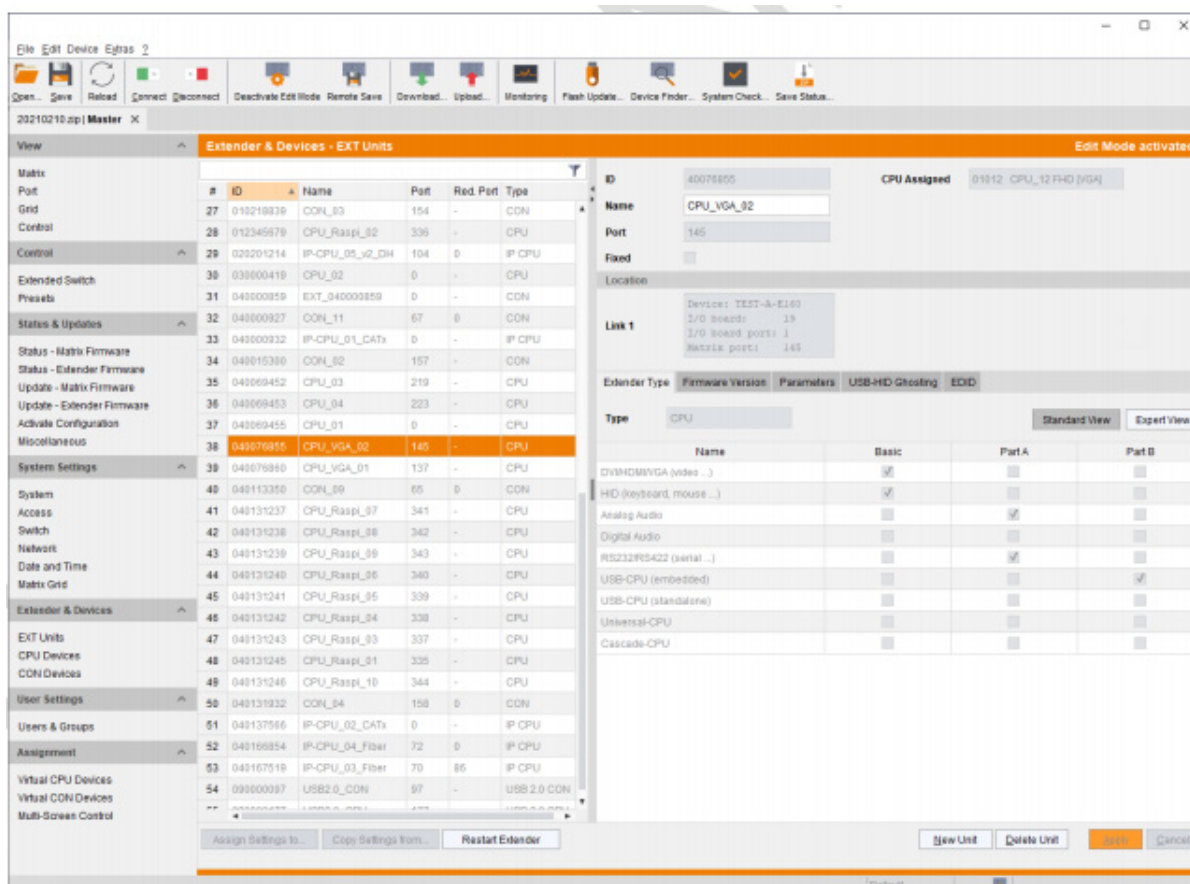 File Edit Device Extras ?
Open... Save Reload Connect Disconnect Deactivate Edit Mode Remote Save Download... Upload... Monitoring Flash Update... Device Finder... System Check... Save Status...
20210210.zip | Master
View
Matrix
Port
Grid
Control
Control
Extended Switch
Presets
Status & Updates
Status - Matrix Firmware
Status - Extender Firmware
Update - Matrix Firmware
Update - Extender Firmware
Activate Configuration
Miscellaneous
System Settings
System
Access
Switch
Network
Date and Time
Matrix Grid
Extender & Devices
EXT Units
CPU Devices
CON Devices
User Settings
Users & Groups
Assignment
Virtual CPU Devices
Virtual CON Devices
Multi-Screen Control
Extender & Devices - EXT Units Edit Mode activated
# ID Name Port Red. Port Type
27 010218839 CON_03 154 - CON
28 012345679 CPU_Raspi_02 336 - CPU
29 020201214 IP-CPU_05_v2_DH 104 0 IP CPU
30 030000419 CPU_02 0 - CPU
31 040000859 EXT_040000859 0 - CON
32 040000927 CON_11 67 0 CON
33 040000932 IP-CPU_01_CATx 0 - IP CPU
34 040015300 CON_02 157 - CON
35 040069452 CPU_03 219 - CPU
36 040069453 CPU_04 223 - CPU
37 040069455 CPU_01 0 - CPU
38 040076855 CPU_VGA_02 145 - CPU
39 040076860 CPU_VGA_01 137 - CPU
40 040113350 CON_09 65 0 CON
41 040131237 CPU_Raspi_07 341 - CPU
42 040131238 CPU_Raspi_08 342 - CPU
43 040131239 CPU_Raspi_09 343 - CPU
44 040131240 CPU_Raspi_06 340 - CPU
45 040131241 CPU_Raspi_05 339 - CPU
46 040131242 CPU_Raspi_04 338 - CPU
47 040131243 CPU_Raspi_03 337 - CPU
48 040131245 CPU_Raspi_01 335 - CPU
49 040131246 CPU_Raspi_10 344 - CPU
50 040131932 CON_04 158 0 CON
51 040137566 IP-CPU_02_CATx 0 - IP CPU
52 040166854 IP-CPU_04_Fiber 72 0 IP CPU
53 040167519 IP-CPU_03_Fiber 70 86 IP CPU
54 090000097 USB2.0_CON 97 - USB 2.0 CON
Assign Settings to... Copy Settings from... Restart Extender
ID 40076855 CPU Assigned 01012 CPU_12 FHD [VGA]
Name CPU_VGA_02
Port 145
Fixed
Location
Link 1
Device: TEST-A-E160
I/O board: 19
I/O board port: 1
Matrix port: 145
Extender Type Firmware Version Parameters USB-HID Ghosting EDID
Type CPU Standard View Expert View
Name Basic Part A Part B
DVI/HDMI/VGA (video ...)
HID (keyboard, mouse ...)
Analog Audio
Digital Audio
RS232/RS422 (serial ...)
USB-CPU (embedded)
USB-CPU (standalone)
Universal-CPU
Cascade-CPU
New Unit Delete Unit Apply Cancel